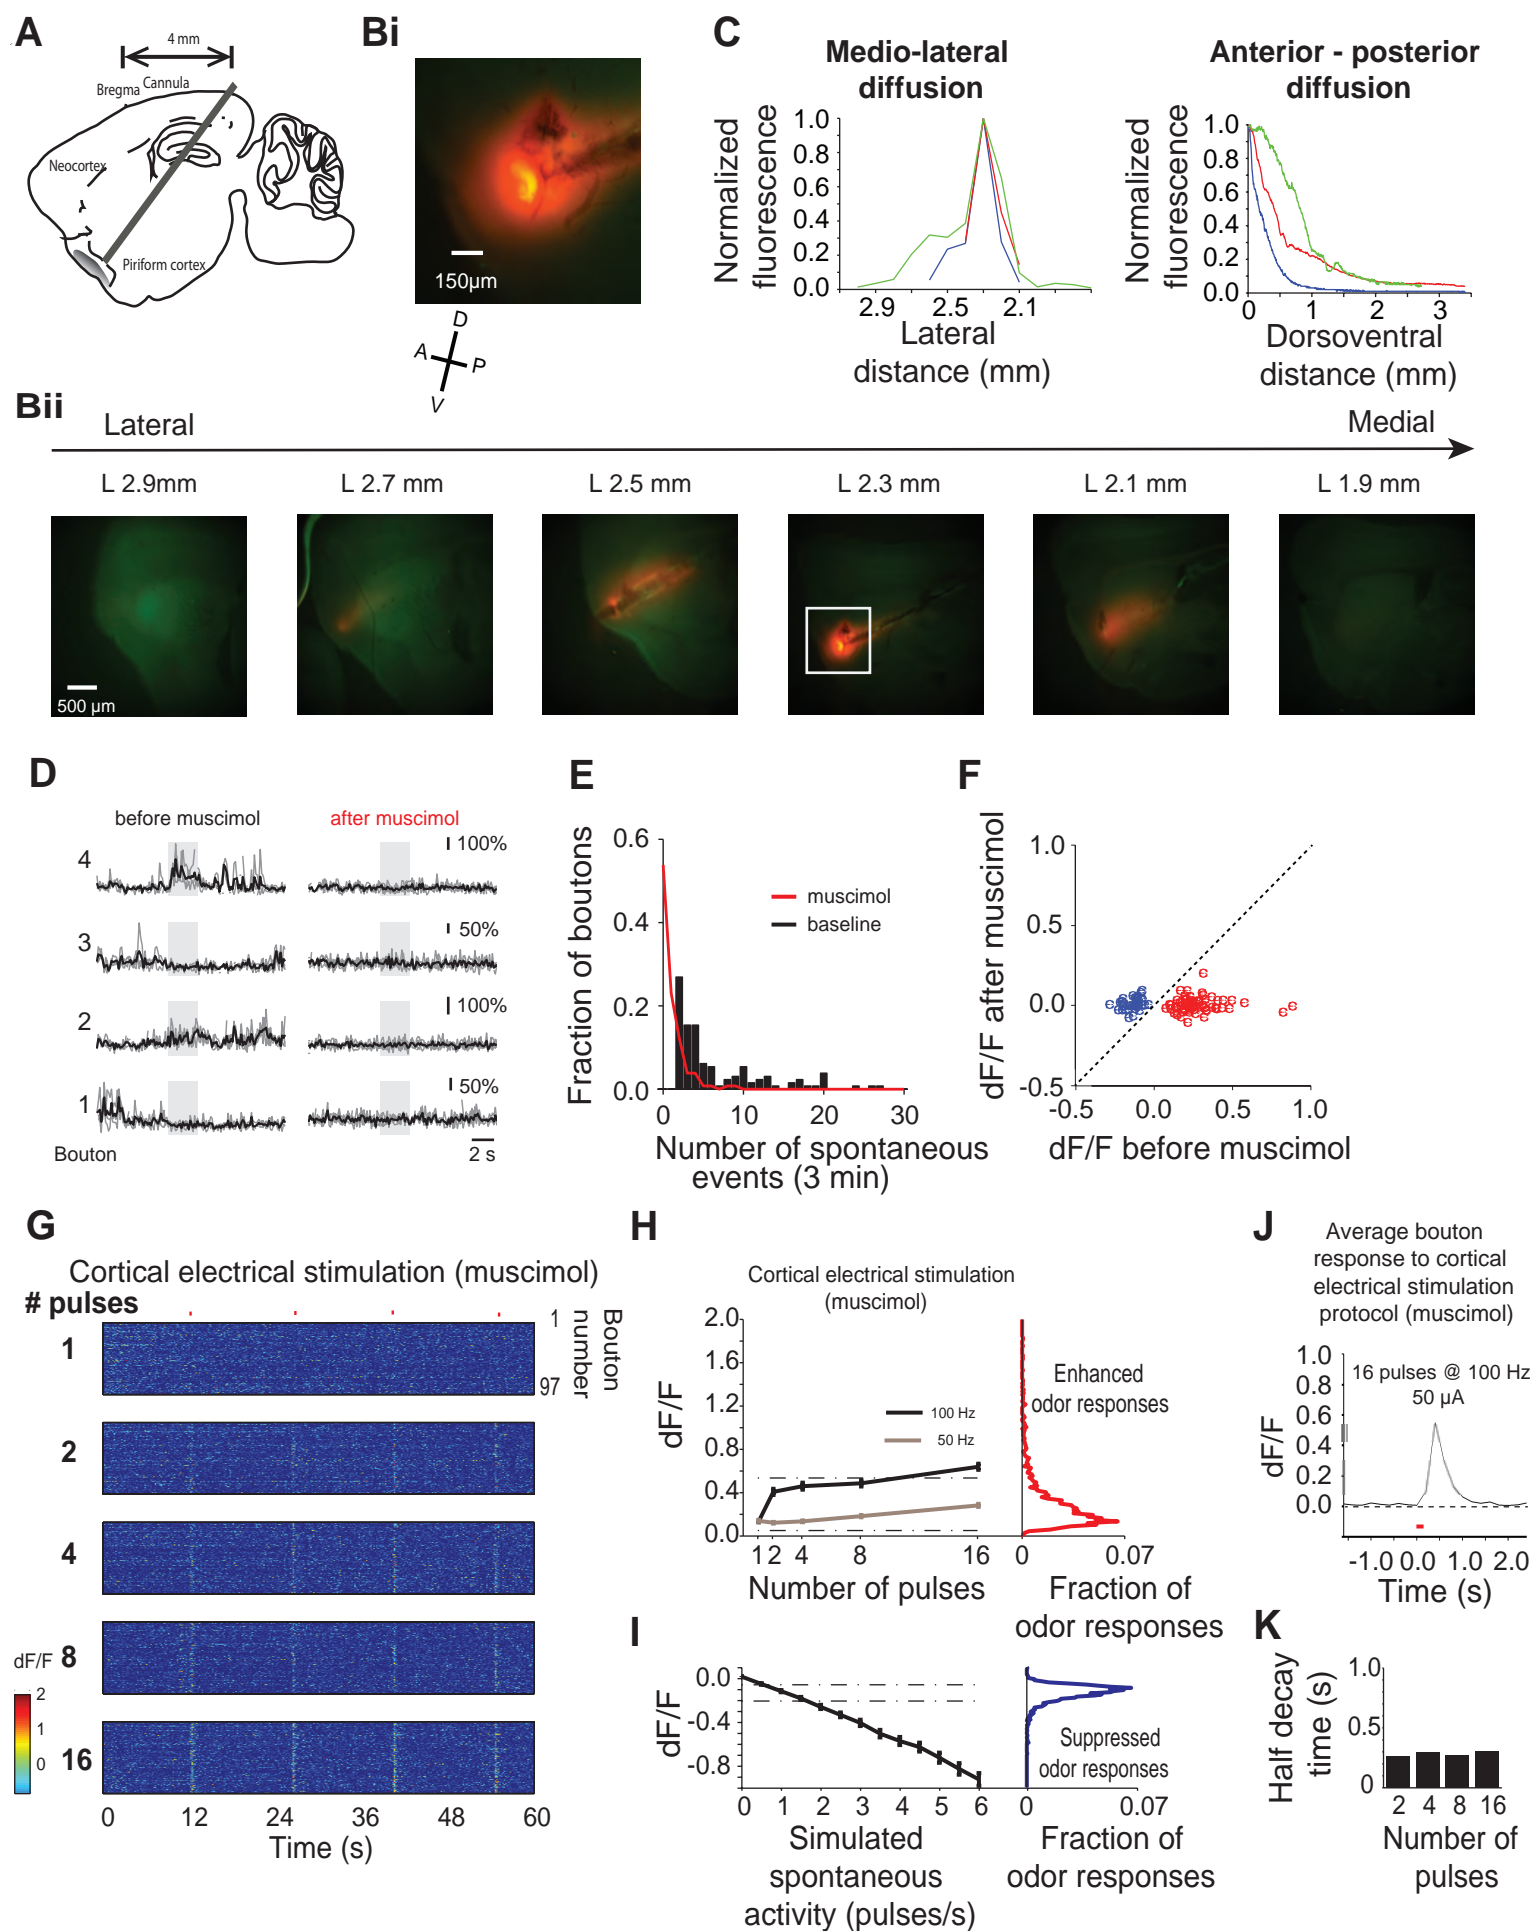 A
4 mm
Bregma
Cannula
Neocortex
Piriform cortex
Bi
150µm
D
A
P
V
C
Medio-lateral
diffusion
Normalized
fluorescence
1.0
0.8
0.6
0.4
0.2
0.0
2.9
2.5
2.1
Lateral
distance (mm)
Anterior - posterior
diffusion
Normalized
fluorescence
1.0
0.8
0.6
0.4
0.2
0.0
0
1
2
3
Dorsoventral
distance (mm)
Bii
Lateral
Medial
L 2.9mm
L 2.7 mm
L 2.5 mm
L 2.3 mm
L 2.1 mm
L 1.9 mm
500 µm
D
before muscimol
after muscimol
4
100%
3
50%
2
100%
1
50%
Bouton
2 s
E
Fraction of boutons
0.6
0.4
0.2
0.0
muscimol
baseline
0
10
20
30
Number of spontaneous
events (3 min)
F
dF/F after muscimol
1.0
0.5
0.0
-0.5
-0.5
0.0
0.5
1.0
dF/F before muscimol
G
Cortical electrical stimulation (muscimol)
# pulses
1
2
4
8
16
1
97
Bouton
number
dF/F
2
1
0
0
12
24
36
48
60
Time (s)
H
Cortical electrical stimulation
(muscimol)
dF/F
2.0
1.6
1.2
0.8
0.4
0.0
100 Hz
50 Hz
1
2
4
8
16
Number of pulses
Enhanced
odor responses
0
0.07
Fraction of
odor responses
I
dF/F
0.0
-0.4
-0.8
0
1
2
3
4
5
6
Simulated
spontaneous
activity (pulses/s)
Suppressed
odor responses
0
0.07
Fraction of
odor responses
J
Average bouton
response to cortical
electrical stimulation
protocol (muscimol)
16 pulses @ 100 Hz
50 µA
dF/F
1.0
0.8
0.6
0.4
0.2
0.0
-1.0
0.0
1.0
2.0
Time (s)
K
Half decay
time (s)
1.0
0.5
0
2
4
8
16
Number of
pulses